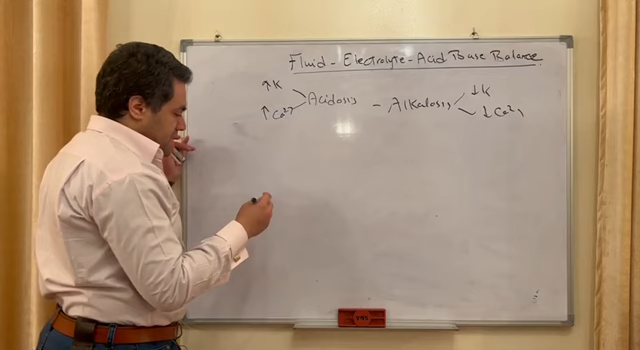 Fluid - Electrolyte - Acid Base Balance
↑K Acidosis - Alkalosis ↓K
↑Ca²⁺ ↓Ca²⁺